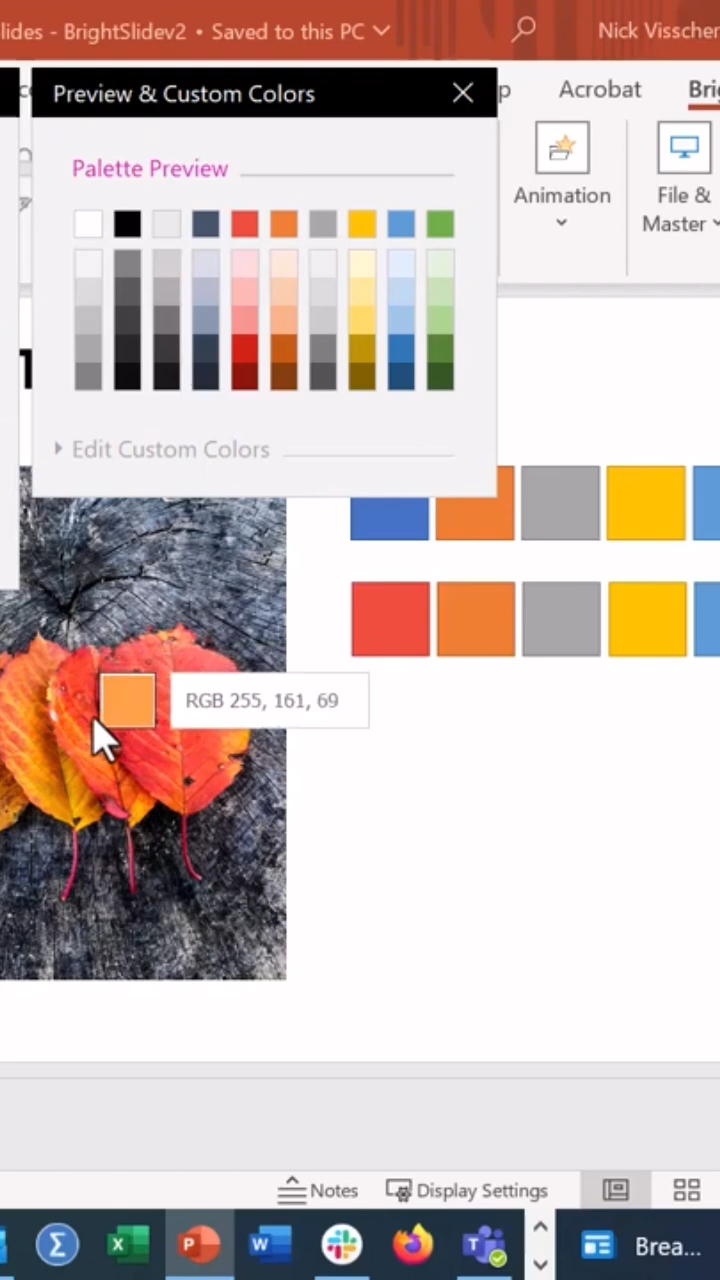 lides - BrightSlidev2 • Saved to this PC
Nick Visscher
Preview & Custom Colors
p
Acrobat
Brig
Palette Preview
Animation
File &
Master
Edit Custom Colors
RGB 255, 161, 69
Notes
Display Settings
Σ
X
P
W
T
Brea...